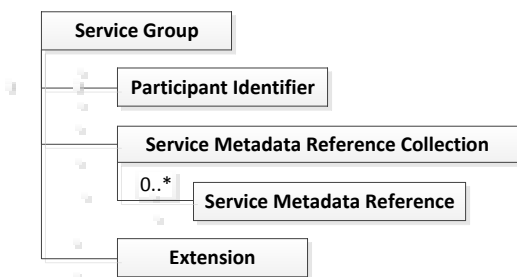 Service Group
Participant Identifier
Service Metadata Reference Collection
0..*
Service Metadata Reference
Extension